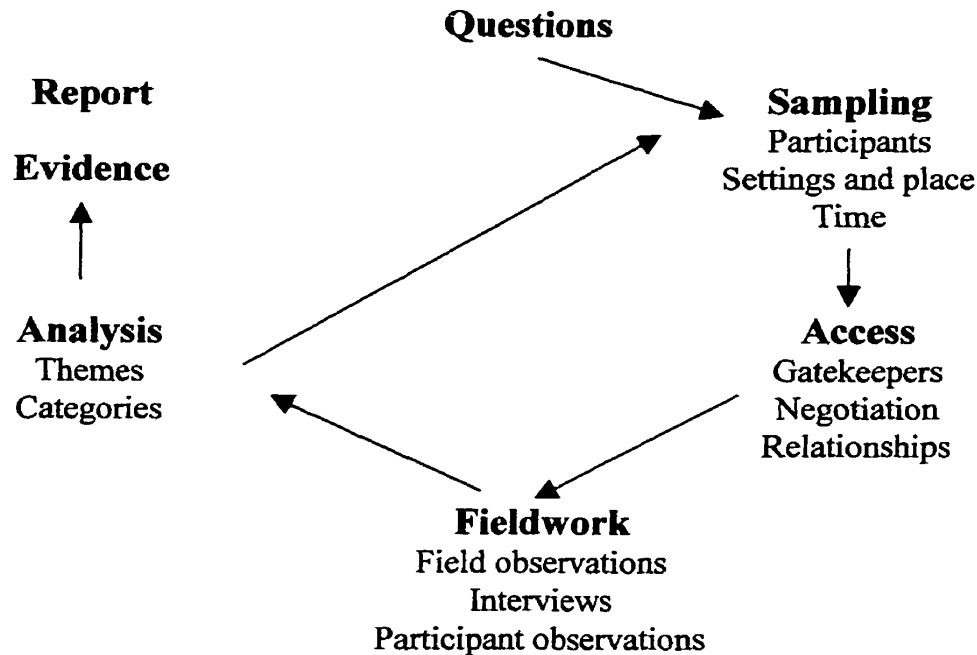 Questions
Report
Evidence
Sampling
Participants
Settings and place
Time
Analysis
Themes
Categories
Access
Gatekeepers
Negotiation
Relationships
Fieldwork
Field observations
Interviews
Participant observations